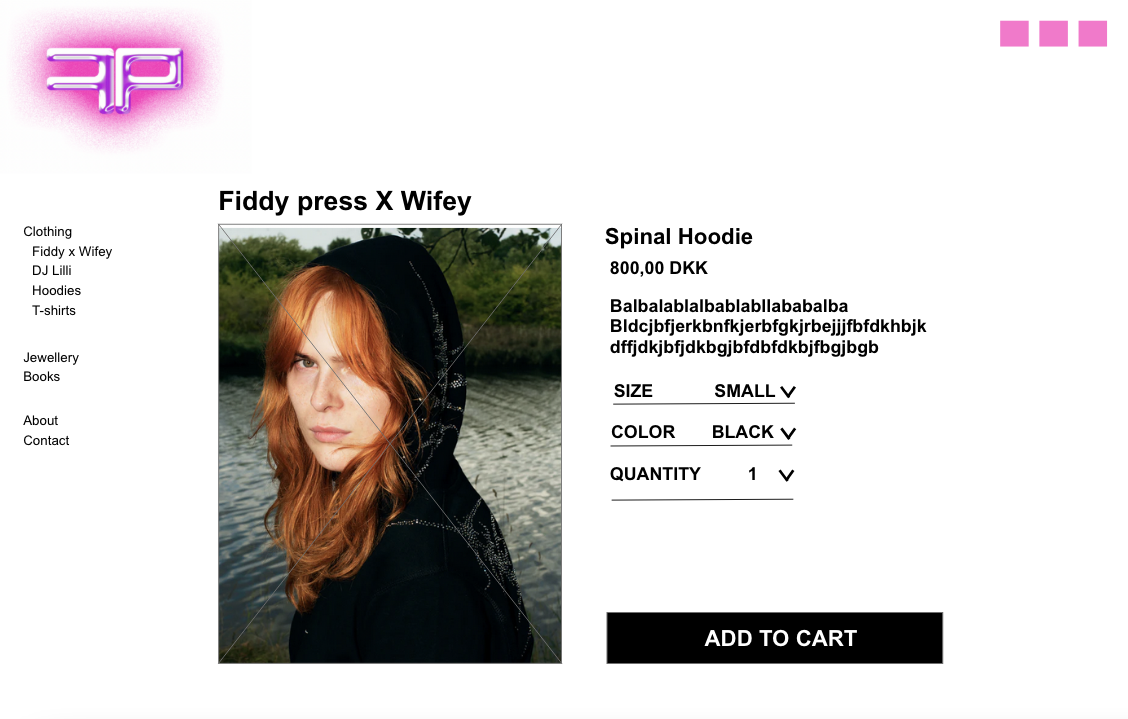 Fiddy press X Wifey
Clothing
Fiddy x Wifey
DJ Lilli
Hoodies
T-shirts
Jewellery
Books
About
Contact
Spinal Hoodie
800,00 DKK
Balbalablalbablabllababalba
Bldcjbfjerkbnfkjerbfgkjrbejjjfbfdkhbjk
dffjdkjbfjdkbgjbfdbfdkbjfbgjbgb
SIZE SMALL
COLOR BLACK
QUANTITY 1
ADD TO CART